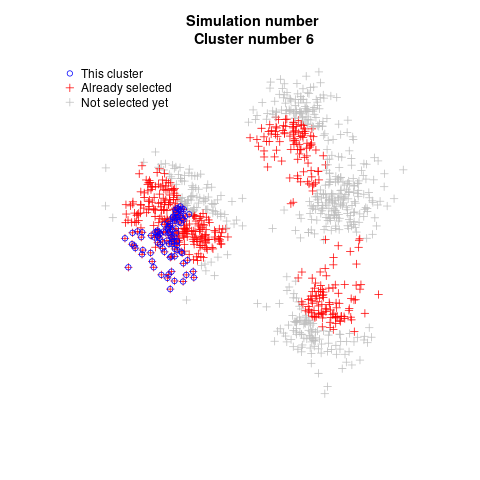 Simulation number
Cluster number 6
This cluster
Already selected
Not selected yet